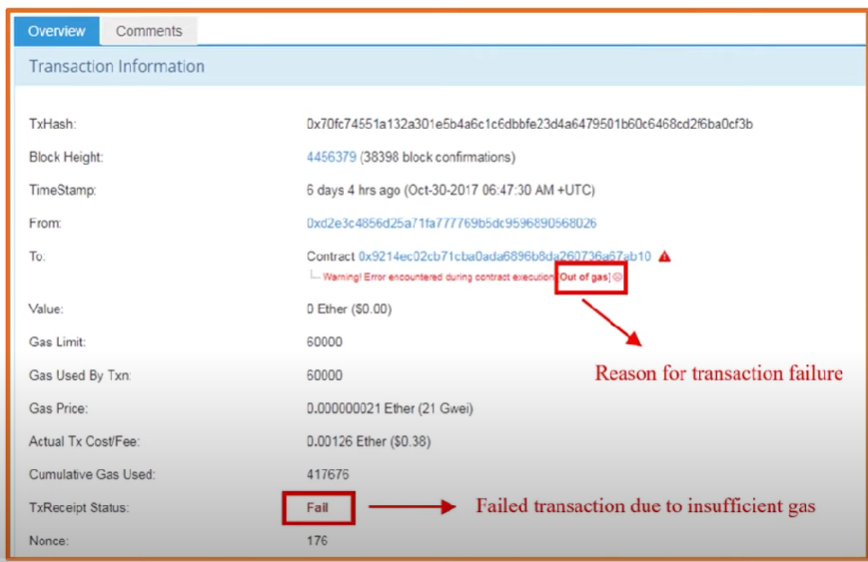 Overview Comments
Transaction Information
TxHash: 0x70fc74551a132a301e5b4a6c1c6dbbfe23d4a6479501b60c6468cd2f6ba0cf3b
Block Height: 4456379 (38398 block confirmations)
TimeStamp: 6 days 4 hrs ago (Oct-30-2017 06:47:30 AM +UTC)
From: 0xd2e3c4856d25a71fa777769b5dc9596890568026
To: Contract 0x9214ec02cb71cba0ada6896b8da260736a67ab10
Warning! Error encountered during contract execution [Out of gas]
Value: 0 Ether ($0.00)
Reason for transaction failure
Gas Limit: 60000
Gas Used By Txn: 60000
Gas Price: 0.000000021 Ether (21 Gwei)
Actual Tx Cost/Fee: 0.00126 Ether ($0.38)
Cumulative Gas Used: 417676
TxReceipt Status: Fail Failed transaction due to insufficient gas
Nonce: 176